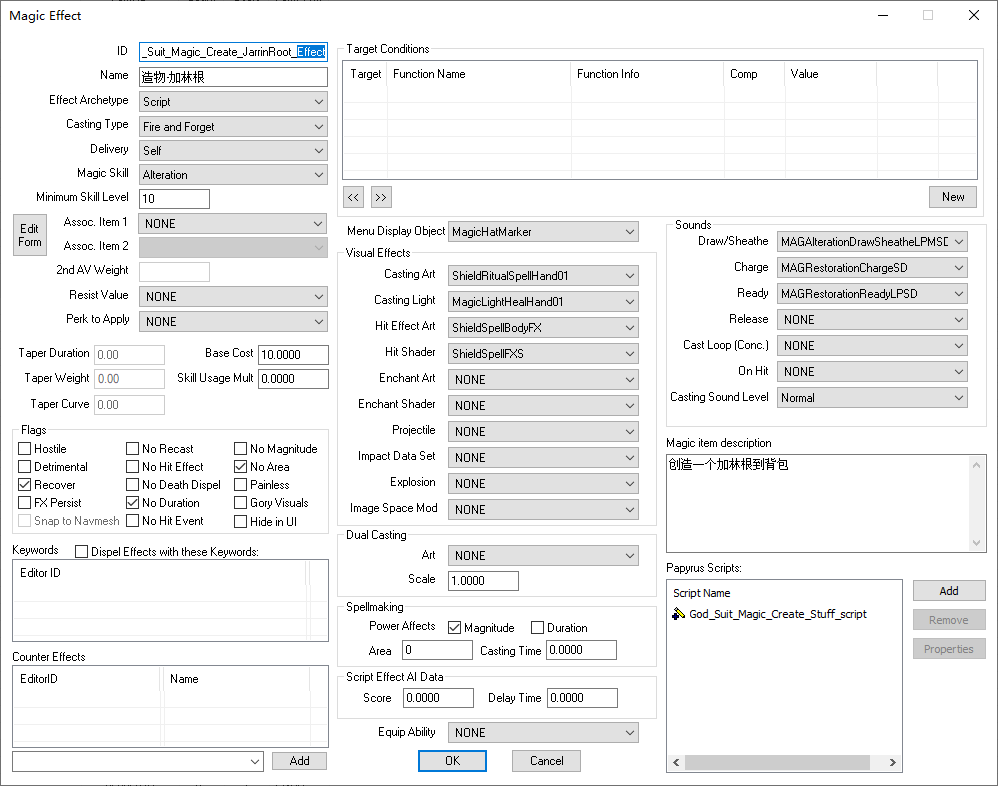 Magic Effect
ID _Suit_Magic_Create_JarrinRoot_Effect
Name 造物·加林根
Effect Archetype Script
Casting Type Fire and Forget
Delivery Self
Magic Skill Alteration
Minimum Skill Level 10
Edit Form
Assoc. Item 1 NONE
Assoc. Item 2
2nd AV Weight
Resist Value NONE
Perk to Apply NONE
Taper Duration 0.00 Base Cost 10.0000
Taper Weight 0.00 Skill Usage Mult 0.0000
Taper Curve 0.00
Flags
Hostile No Recast No Magnitude
Detrimental No Hit Effect No Area
Recover No Death Dispel Painless
FX Persist No Duration Gory Visuals
Snap to Navmesh No Hit Event Hide in UI
Keywords Dispel Effects with these Keywords:
Editor ID
Counter Effects
EditorID Name
Add
Target Conditions
Target Function Name Function Info Comp Value
<< >> New
Menu Display Object MagicHatMarker
Visual Effects
Casting Art ShieldRitualSpellHand01
Casting Light MagicLightHealHand01
Hit Effect Art ShieldSpellBodyFX
Hit Shader ShieldSpellFXS
Enchant Art NONE
Enchant Shader NONE
Projectile NONE
Impact Data Set NONE
Explosion NONE
Image Space Mod NONE
Dual Casting
Art NONE
Scale 1.0000
Spellmaking
Power Affects Magnitude Duration
Area 0 Casting Time 0.0000
Script Effect AI Data
Score 0.0000 Delay Time 0.0000
Equip Ability NONE
OK Cancel
Sounds
Draw/Sheathe MAGAlterationDrawSheatheLPMSD
Charge MAGRestorationChargeSD
Ready MAGRestorationReadyLPSD
Release NONE
Cast Loop (Conc.) NONE
On Hit NONE
Casting Sound Level Normal
Magic item description
创造一个加林根到背包
Papyrus Scripts:
Script Name
God_Suit_Magic_Create_Stuff_script
Add
Remove
Properties